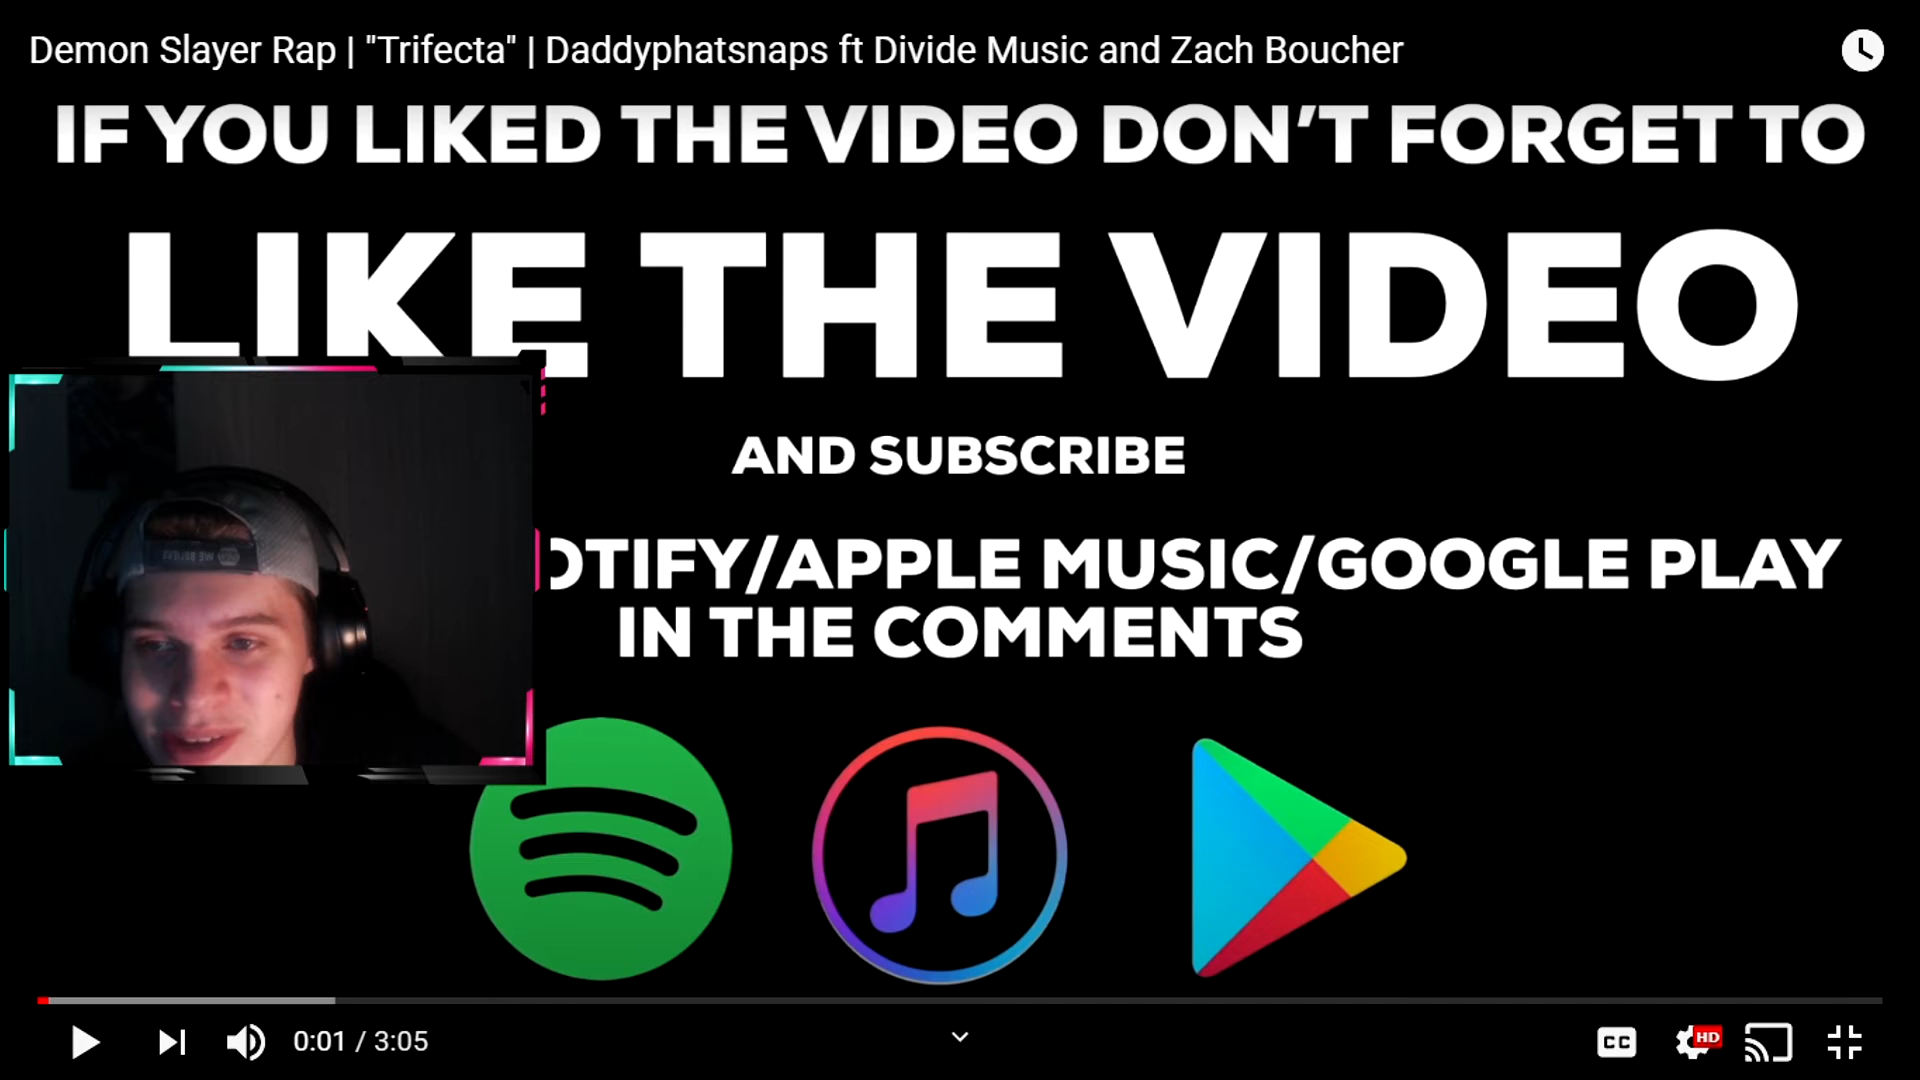 Demon Slayer Rap | "Trifecta" | Daddyphatsnaps ft Divide Music and Zach Boucher
IF YOU LIKED THE VIDEO DON'T FORGET TO
LIKE THE VIDEO
AND SUBSCRIBE
OTIFY/APPLE MUSIC/GOOGLE PLAY
IN THE COMMENTS
0:01 / 3:05
CC
HD